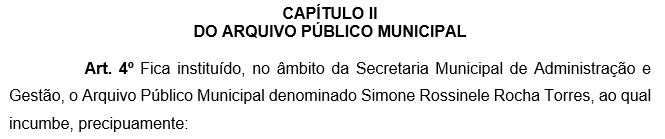 CAPÍTULO II
DO ARQUIVO PÚBLICO MUNICIPAL
Art. 4º Fica instituído, no âmbito da Secretaria Municipal de Administração e
Gestão, o Arquivo Público Municipal denominado Simone Rossinele Rocha Torres, ao qual
incumbe, precipuamente: